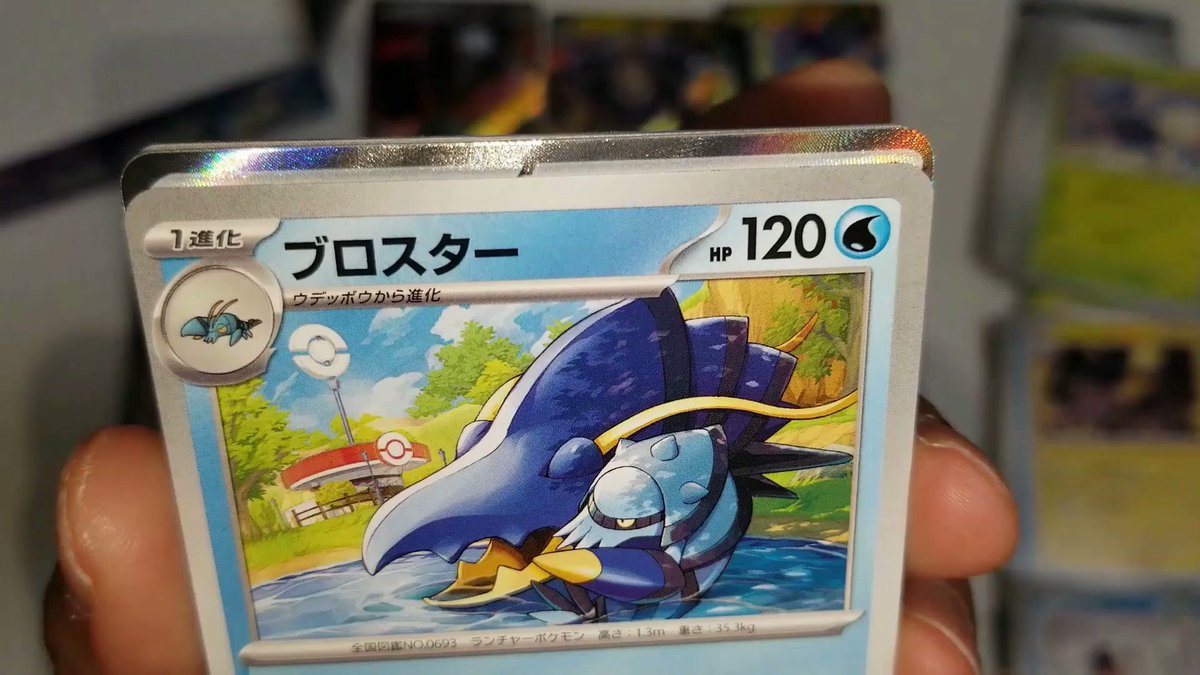 1進化
ブロスター
HP 120
ウデッポウから進化
全国図鑑NO.0693 ランチャーポケモン 高さ:1.3m 重さ:35.3kg